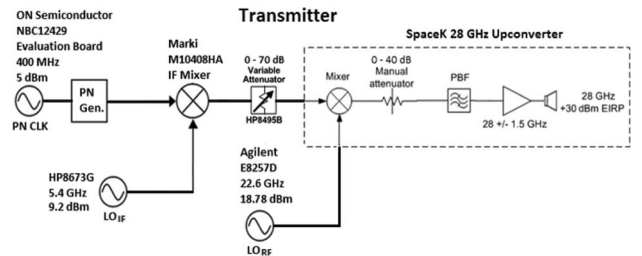 Transmitter
ON Semiconductor
NBC12429
Evaluation Board
400 MHz
5 dBm
PN CLK
PN
Gen.
Marki
M10408HA
IF Mixer
0 - 70 dB
Variable
Attenuator
HP8495B
SpaceK 28 GHz Upconverter
Mixer
0 - 40 dB
Manual
attenuator
PBF
28 +/- 1.5 GHz
28 GHz
+30 dBm EIRP
HP8673G
5.4 GHz
9.2 dBm
LOIF
Agilent
E8257D
22.6 GHz
18.78 dBm
LORF